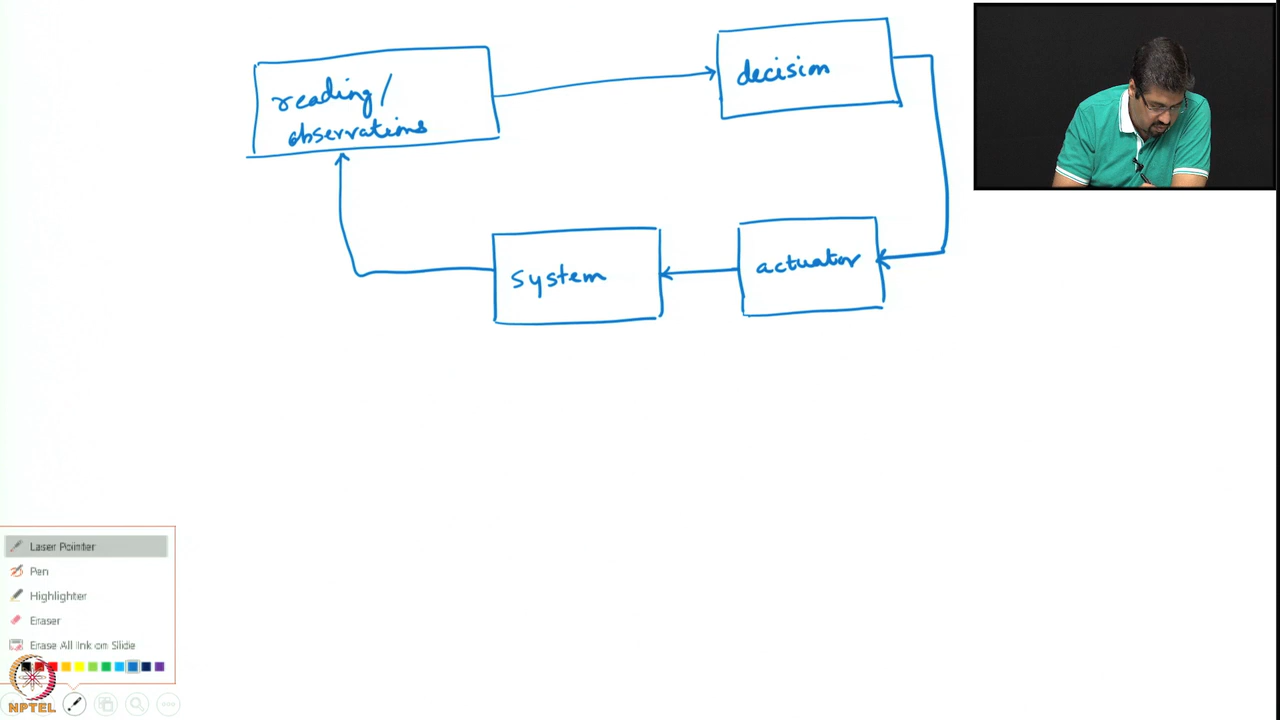 reading/
observations
decision
system
actuator
Laser Pointer
Pen
Highlighter
Eraser
Erase All Ink on Slide
NPTEL